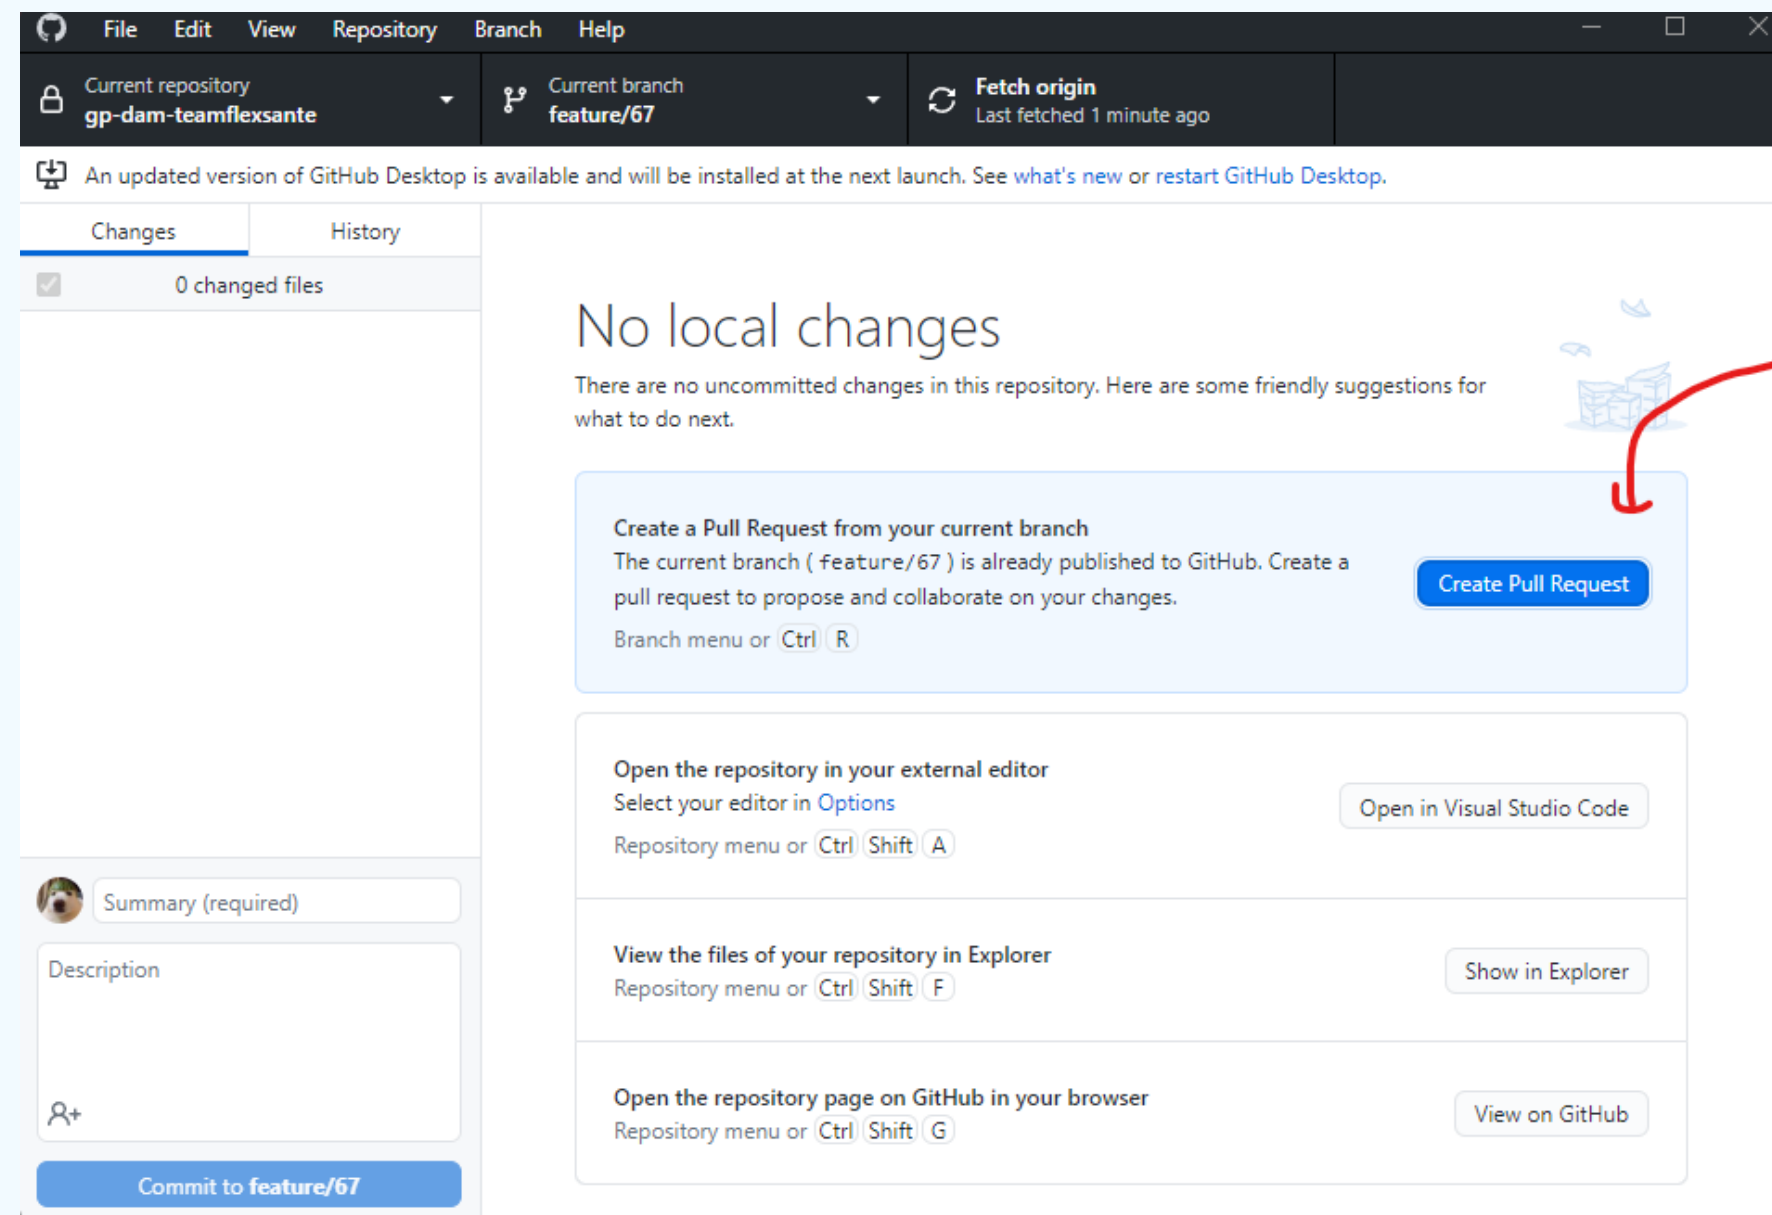 File Edit View Repository Branch Help
Current repository
gp-dam-teamflexsante
Current branch
feature/67
Fetch origin
Last fetched 1 minute ago
An updated version of GitHub Desktop is available and will be installed at the next launch. See what's new or restart GitHub Desktop.
Changes
History
0 changed files
No local changes
There are no uncommitted changes in this repository. Here are some friendly suggestions for
what to do next.
Create a Pull Request from your current branch
The current branch ( feature/67 ) is already published to GitHub. Create a
pull request to propose and collaborate on your changes.
Branch menu or Ctrl R
Create Pull Request
Open the repository in your external editor
Select your editor in Options
Repository menu or Ctrl Shift A
Open in Visual Studio Code
View the files of your repository in Explorer
Repository menu or Ctrl Shift F
Show in Explorer
Open the repository page on GitHub in your browser
Repository menu or Ctrl Shift G
View on GitHub
Summary (required)
Description
Commit to feature/67